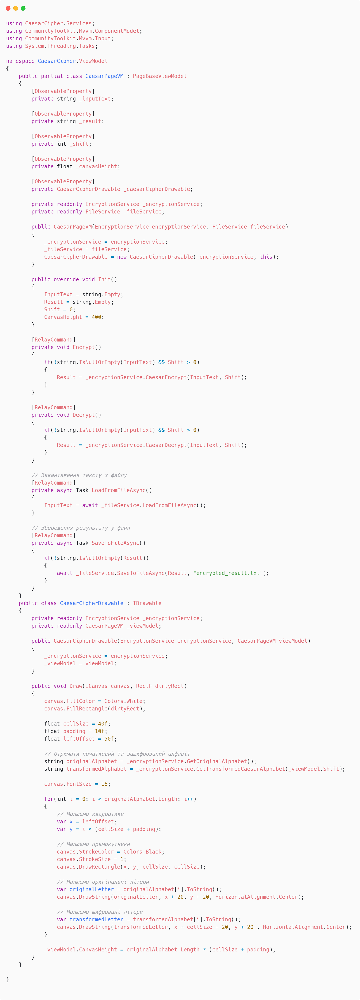 using CaesarCipher.Services;
using CommunityToolkit.Mvvm.ComponentModel;
using CommunityToolkit.Mvvm.Input;
using System.Threading.Tasks;

namespace CaesarCipher.ViewModel
{
    public partial class CaesarPageVM : PageBaseViewModel
    {
        [ObservableProperty]
        private string _inputText;

        [ObservableProperty]
        private string _result;

        [ObservableProperty]
        private int _shift;

        [ObservableProperty]
        private float _canvasHeight;

        [ObservableProperty]
        private CaesarCipherDrawable _caesarCipherDrawable;

        private readonly EncryptionService _encryptionService;
        private readonly FileService _fileService;

        public CaesarPageVM(EncryptionService encryptionService, FileService fileService)
        {
            _encryptionService = encryptionService;
            _fileService = fileService;
            CaesarCipherDrawable = new CaesarCipherDrawable(_encryptionService, this);
        }

        public override void Init()
        {
            InputText = string.Empty;
            Result = string.Empty;
            Shift = 0;
            CanvasHeight = 400;
        }

        [RelayCommand]
        private void Encrypt()
        {
            if(!string.IsNullOrEmpty(InputText) && Shift > 0)
            {
                Result = _encryptionService.CaesarEncrypt(InputText, Shift);
            }
        }

        [RelayCommand]
        private void Decrypt()
        {
            if(!string.IsNullOrEmpty(InputText) && Shift > 0)
            {
                Result = _encryptionService.CaesarDecrypt(InputText, Shift);
            }
        }

        // Завантаження тексту з файлу
        [RelayCommand]
        private async Task LoadFromFileAsync()
        {
            InputText = await _fileService.LoadFromFileAsync();
        }

        // Збереження результату у файл
        [RelayCommand]
        private async Task SaveToFileAsync()
        {
            if(!string.IsNullOrEmpty(Result))
            {
                await _fileService.SaveToFileAsync(Result, "encrypted_result.txt");
            }
        }
    }
    public class CaesarCipherDrawable : IDrawable
    {
        private readonly EncryptionService _encryptionService;
        private readonly CaesarPageVM _viewModel;

        public CaesarCipherDrawable(EncryptionService encryptionService, CaesarPageVM viewModel)
        {
            _encryptionService = encryptionService;
            _viewModel = viewModel;
        }

        public void Draw(ICanvas canvas, RectF dirtyRect)
        {
            canvas.FillColor = Colors.White;
            canvas.FillRectangle(dirtyRect);

            float cellSize = 40f;
            float padding = 10f;
            float leftOffset = 50f;

            // Отримати початковий та зашифрований алфавіт
            string originalAlphabet = _encryptionService.GetOriginalAlphabet();
            string transformedAlphabet = _encryptionService.GetTransformedCaesarAlphabet(_viewModel.Shift);

            canvas.FontSize = 16;

            for(int i = 0; i < originalAlphabet.Length; i++)
            {
                // Малюємо квадратики
                var x = leftOffset;
                var y = i * (cellSize + padding);

                // Малюємо прямокутники
                canvas.StrokeColor = Colors.Black;
                canvas.StrokeSize = 1;
                canvas.DrawRectangle(x, y, cellSize, cellSize);

                // Малюємо оригінальні літери
                var originalLetter = originalAlphabet[i].ToString();
                canvas.DrawString(originalLetter, x + 20, y + 20, HorizontalAlignment.Center);

                // Малюємо шифровані літери
                var transformedLetter = transformedAlphabet[i].ToString();
                canvas.DrawString(transformedLetter, x + cellSize + 20, y + 20 , HorizontalAlignment.Center);
            }

            _viewModel.CanvasHeight = originalAlphabet.Length * (cellSize + padding);
        }
    }

}